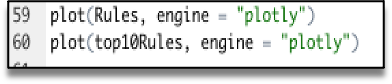 59 plot(Rules, engine = "plotly")
60 plot(top10Rules, engine = "plotly")